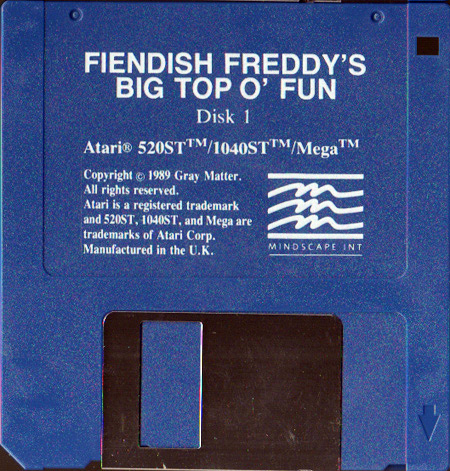 FIENDISH FREDDY'S
BIG TOP O' FUN
Disk 1
Atari® 520ST™/1040ST™/Mega™
Copyright © 1989 Gray Matter.
All rights reserved.
Atari is a registered trademark
and 520ST, 1040ST, and Mega are
trademarks of Atari Corp.
Manufactured in the U.K.
MINDSCAPE INT